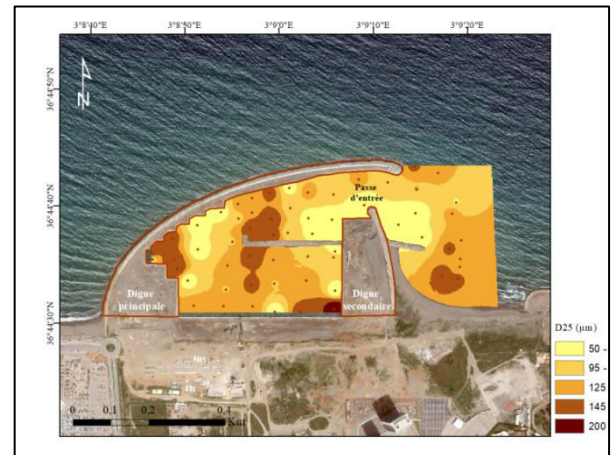 3°8'40"E 3°8'50"E 3°9'0"E 3°9'10"E 3°9'20"E
36°44'50"N
N
36°44'40"N
Passe
d'entrée
Digue
principale
Digue
secondaire
36°44'30"N
D25 (µm)
50 -
95 -
125
145
200
0 0,1 0,2 0,4
Km